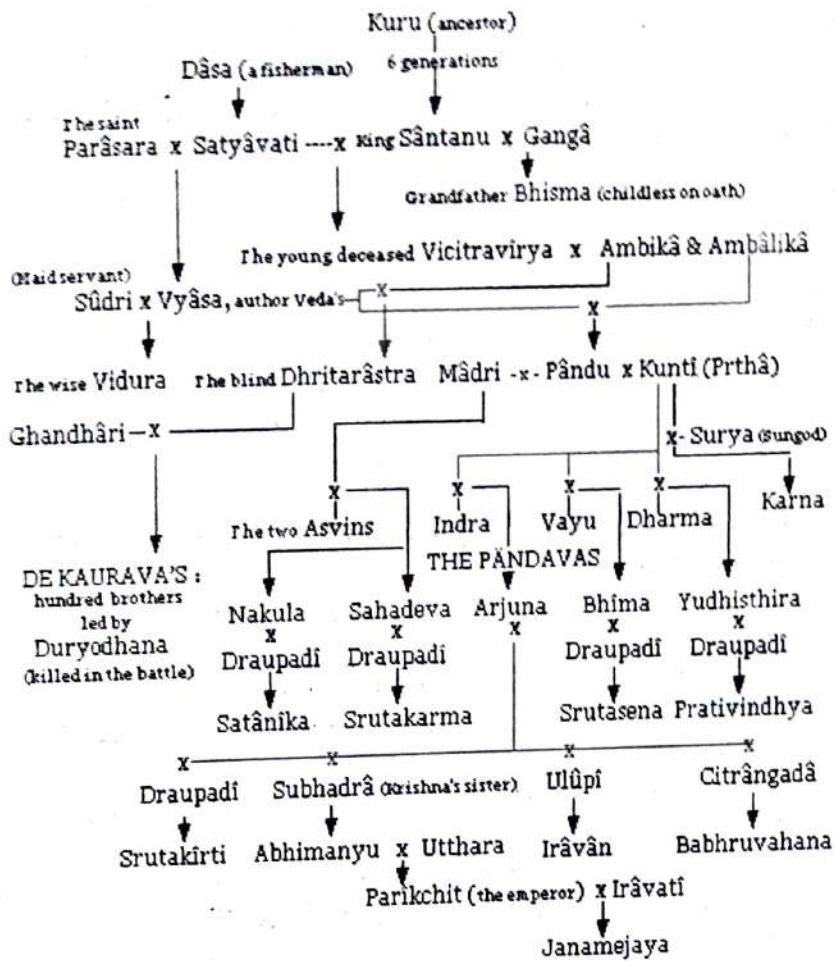 Kuru (ancestor)
Dâsa (a fisherman) 6 generations
The saint
Parâsara x Satyâvati ----x King Sântanu x Gangâ
Grandfather Bhisma (childless on oath)
The young deceased Vicitravîrya x Ambikâ & Ambâlikâ
(Maid servant)
Sûdri x Vyâsa, author Veda's x
x
The wise Vidura The blind Dhritarâstra Mâdri -x- Pându x Kuntî (Prthâ)
Ghandhâri—x x- Surya (sungod)
x x x x Karna
The two Asvins Indra Vayu Dharma
THE PÄNDAVAS
DE KAURAVA'S :
hundred brothers
led by
Duryodhana
(killed in the battle)
Nakula Sahadeva Arjuna Bhîma Yudhisthira
x x x x x
Draupadî Draupadi Draupadî Draupadî
Satânîka Srutakarma Srutasena Prativindhya
x x x x
Draupadî Subhadrâ (Krishna's sister) Ulûpî Citrângadâ
Srutakîrti Abhimanyu x Utthara Irâvân Babhruvahana
Parîkchit (the emperor) x Irâvatî
Janamejaya